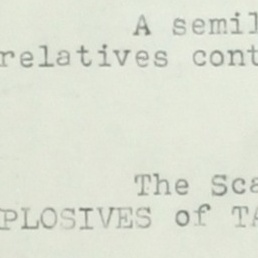 A semil
relatives cont
The Sca
PLOSIVES of TA